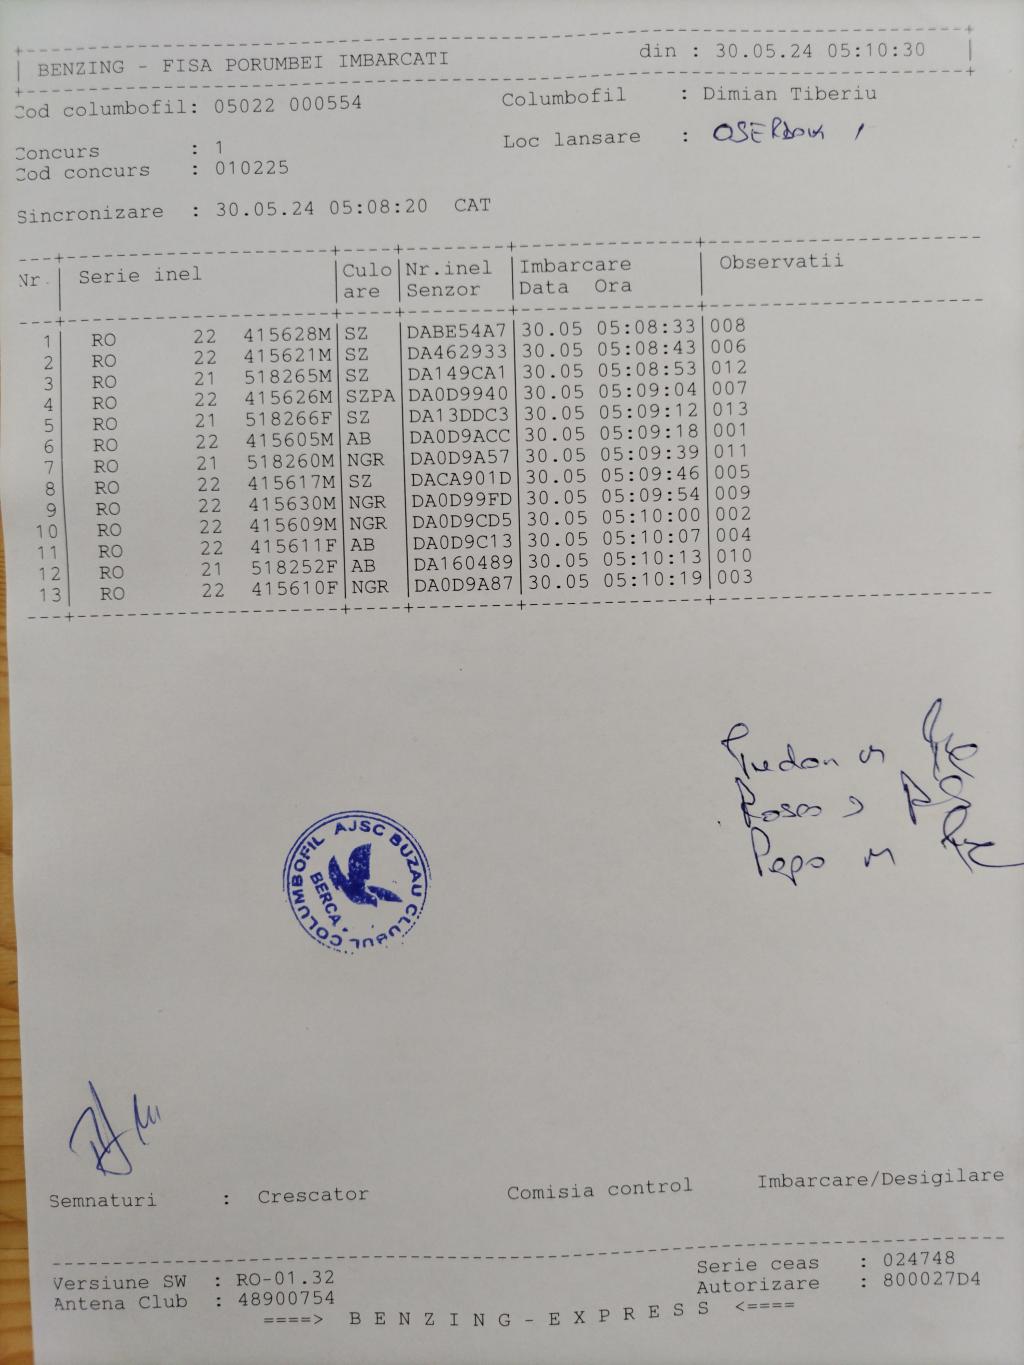 BENZING - FISA PORUMBEI IMBARCATI din : 30.05.24 05:10:30
Cod columbofil: 05022 000554 Columbofil : Dimian Tiberiu
Concurs : 1 Loc lansare :
Cod concurs : 010225
Sincronizare : 30.05.24 05:08:20 CAT
Nr. Serie inel Culo Nr.inel Imbarcare Observatii
are Senzor Data Ora
1 RO 22 415628M SZ DABE54A7 30.05 05:08:33 008
2 RO 22 415621M SZ DA462933 30.05 05:08:43 006
3 RO 21 518265M SZ DA149CA1 30.05 05:08:53 012
4 RO 22 415626M SZPA DA0D9940 30.05 05:09:04 007
5 RO 21 518266F SZ DA13DDC3 30.05 05:09:12 013
6 RO 22 415605M AB DA0D9ACC 30.05 05:09:18 001
7 RO 21 518260M NGR DA0D9A57 30.05 05:09:39 011
8 RO 22 415617M SZ DACA901D 30.05 05:09:46 005
9 RO 22 415630M NGR DA0D99FD 30.05 05:09:54 009
10 RO 22 415609M NGR DA0D9CD5 30.05 05:10:00 002
11 RO 22 415611F AB DA0D9C13 30.05 05:10:07 004
12 RO 21 518252F AB DA160489 30.05 05:10:13 010
13 RO 22 415610F NGR DA0D9A87 30.05 05:10:19 003
COLUMBOFIL AJSC BUZAU CLUBUL
BERCA
Semnaturi : Crescator Comisia control Imbarcare/Desigilare
Versiune SW : RO-01.32 Serie ceas : 024748
Antena Club : 48900754 Autorizare : 800027D4
====> B E N Z I N G - E X P R E S S <====